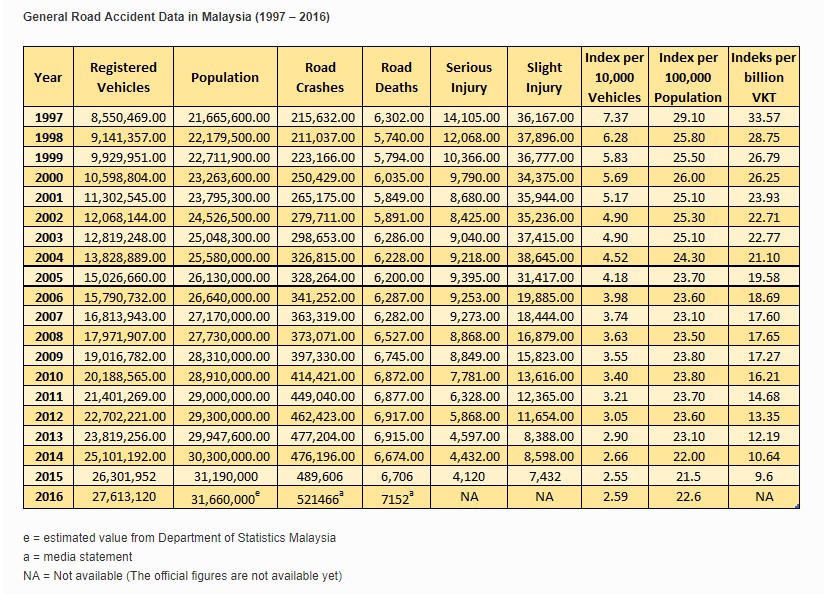 General Road Accident Data in Malaysia (1997 – 2016)
Year Registered Vehicles Population Road Crashes Road Deaths Serious Injury Slight Injury Index per 10,000 Vehicles Index per 100,000 Population Indeks per billion VKT
1997 8,550,469.00 21,665,600.00 215,632.00 6,302.00 14,105.00 36,167.00 7.37 29.10 33.57
1998 9,141,357.00 22,179,500.00 211,037.00 5,740.00 12,068.00 37,896.00 6.28 25.80 28.75
1999 9,929,951.00 22,711,900.00 223,166.00 5,794.00 10,366.00 36,777.00 5.83 25.50 26.79
2000 10,598,804.00 23,263,600.00 250,429.00 6,035.00 9,790.00 34,375.00 5.69 26.00 26.25
2001 11,302,545.00 23,795,300.00 265,175.00 5,849.00 8,680.00 35,944.00 5.17 25.10 23.93
2002 12,068,144.00 24,526,500.00 279,711.00 5,891.00 8,425.00 35,236.00 4.90 25.30 22.71
2003 12,819,248.00 25,048,300.00 298,653.00 6,286.00 9,040.00 37,415.00 4.90 25.10 22.77
2004 13,828,889.00 25,580,000.00 326,815.00 6,228.00 9,218.00 38,645.00 4.52 24.30 21.10
2005 15,026,660.00 26,130,000.00 328,264.00 6,200.00 9,395.00 31,417.00 4.18 23.70 19.58
2006 15,790,732.00 26,640,000.00 341,252.00 6,287.00 9,253.00 19,885.00 3.98 23.60 18.69
2007 16,813,943.00 27,170,000.00 363,319.00 6,282.00 9,273.00 18,444.00 3.74 23.10 17.60
2008 17,971,907.00 27,730,000.00 373,071.00 6,527.00 8,868.00 16,879.00 3.63 23.50 17.65
2009 19,016,782.00 28,310,000.00 397,330.00 6,745.00 8,849.00 15,823.00 3.55 23.80 17.27
2010 20,188,565.00 28,910,000.00 414,421.00 6,872.00 7,781.00 13,616.00 3.40 23.80 16.21
2011 21,401,269.00 29,000,000.00 449,040.00 6,877.00 6,328.00 12,365.00 3.21 23.70 14.68
2012 22,702,221.00 29,300,000.00 462,423.00 6,917.00 5,868.00 11,654.00 3.05 23.60 13.35
2013 23,819,256.00 29,947,600.00 477,204.00 6,915.00 4,597.00 8,388.00 2.90 23.10 12.19
2014 25,101,192.00 30,300,000.00 476,196.00 6,674.00 4,432.00 8,598.00 2.66 22.00 10.64
2015 26,301,952 31,190,000 489,606 6,706 4,120 7,432 2.55 21.5 9.6
2016 27,613,120 31,660,000e 521466a 7152a NA NA 2.59 22.6 NA
e = estimated value from Department of Statistics Malaysia
a = media statement
NA = Not available (The official figures are not available yet)